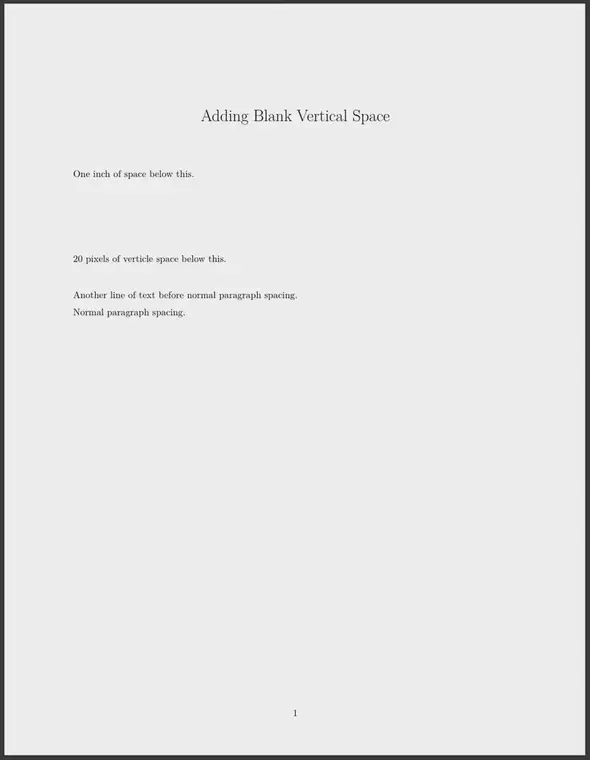 Adding Blank Vertical Space
One inch of space below this.
20 pixels of verticle space below this.
Another line of text before normal paragraph spacing.
Normal paragraph spacing.
1